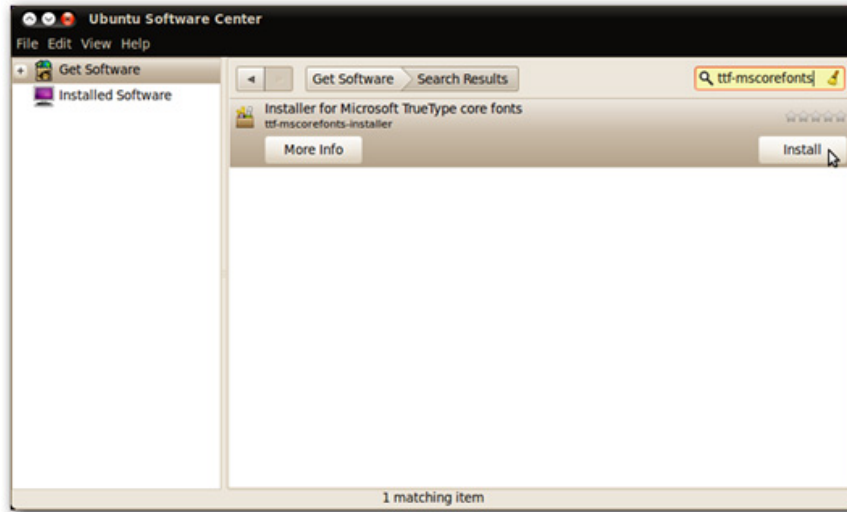 Ubuntu Software Center
File Edit View Help
Get Software
Installed Software
Get Software Search Results
ttf-mscorefonts
Installer for Microsoft TrueType core fonts
ttf-mscorefonts-installer
More Info
Install
1 matching item